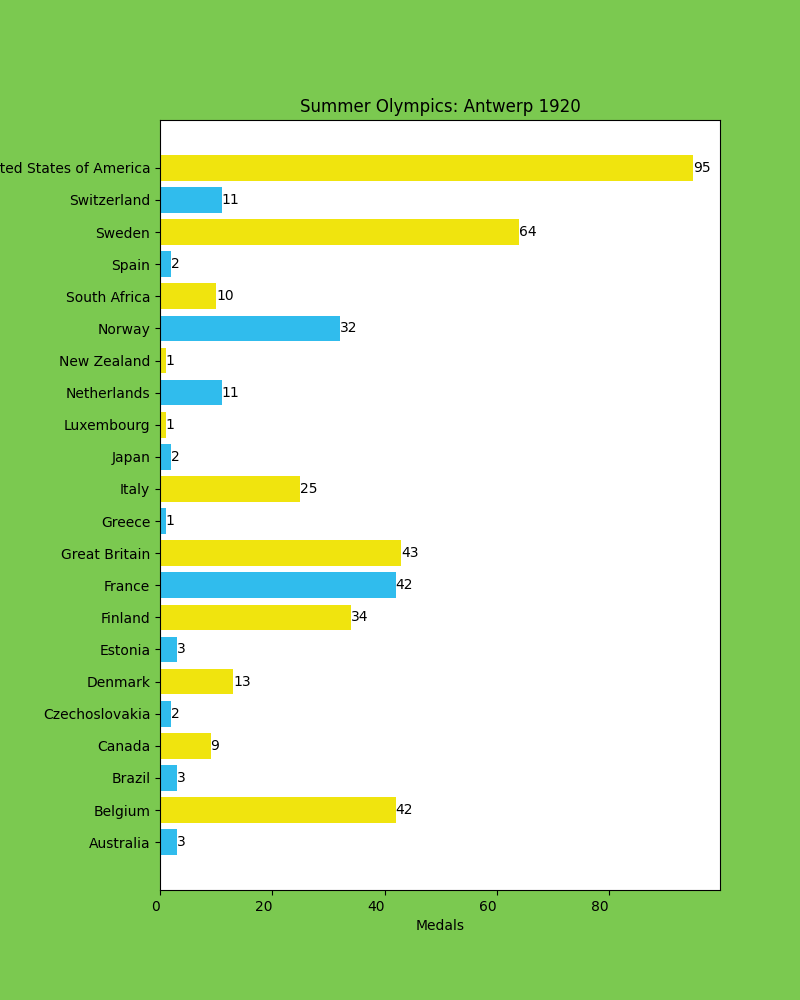 Summer Olympics: Antwerp 1920
ted States of America 95
Switzerland 11
Sweden 64
Spain 2
South Africa 10
Norway 32
New Zealand 1
Netherlands 11
Luxembourg 1
Japan 2
Italy 25
Greece 1
Great Britain 43
France 42
Finland 34
Estonia 3
Denmark 13
Czechoslovakia 2
Canada 9
Brazil 3
Belgium 42
Australia 3
0 20 40 60 80
Medals